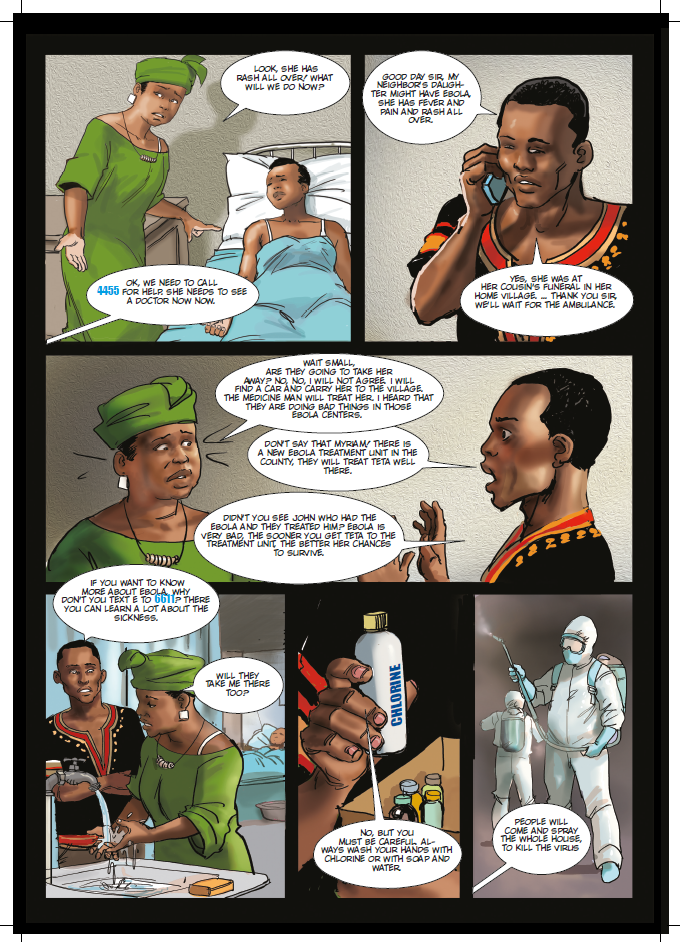 LOOK, SHE HAS
RASH ALL OVER! WHAT
WILL WE DO NOW?
OK, WE NEED TO CALL
4455 FOR HELP. SHE NEEDS TO SEE
A DOCTOR NOW NOW.
GOOD DAY SIR, MY
NEIGHBOR'S DAUGH-
TER MIGHT HAVE EBOLA,
SHE HAS FEVER AND
PAIN AND RASH ALL
OVER.
YES, SHE WAS AT
HER COUSIN'S FUNERAL IN HER
HOME VILLAGE. ... THANK YOU SIR,
WE'LL WAIT FOR THE AMBULANCE.
WAIT SMALL,
ARE THEY GOING TO TAKE HER
AWAY? NO, NO, I WILL NOT AGREE. I WILL
FIND A CAR AND CARRY HER TO THE VILLAGE.
THE MEDICINE MAN WILL TREAT HER. I HEARD THAT
THEY ARE DOING BAD THINGS IN THOSE
EBOLA CENTERS.
DON'T SAY THAT MYRIAM! THERE IS
A NEW EBOLA TREATMENT UNIT IN THE
COUNTY, THEY WILL TREAT TETA WELL
THERE.
DIDN'T YOU SEE JOHN WHO HAD THE
EBOLA AND THEY TREATED HIM? EBOLA IS
VERY BAD, THE SOONER YOU GET TETA TO THE
TREATMENT UNIT, THE BETTER HER CHANCES
TO SURVIVE.
IF YOU WANT TO KNOW
MORE ABOUT EBOLA, WHY
DON'T YOU TEXT E TO 6611? THERE
YOU CAN LEARN A LOT ABOUT THE
SICKNESS.
WILL THEY
TAKE ME THERE
TOO?
CHLORINE
NO, BUT YOU
MUST BE CAREFUL. AL-
WAYS WASH YOUR HANDS WITH
CHLORINE OR WITH SOAP AND
WATER.
PEOPLE WILL
COME AND SPRAY
THE WHOLE HOUSE,
TO KILL THE VIRUS